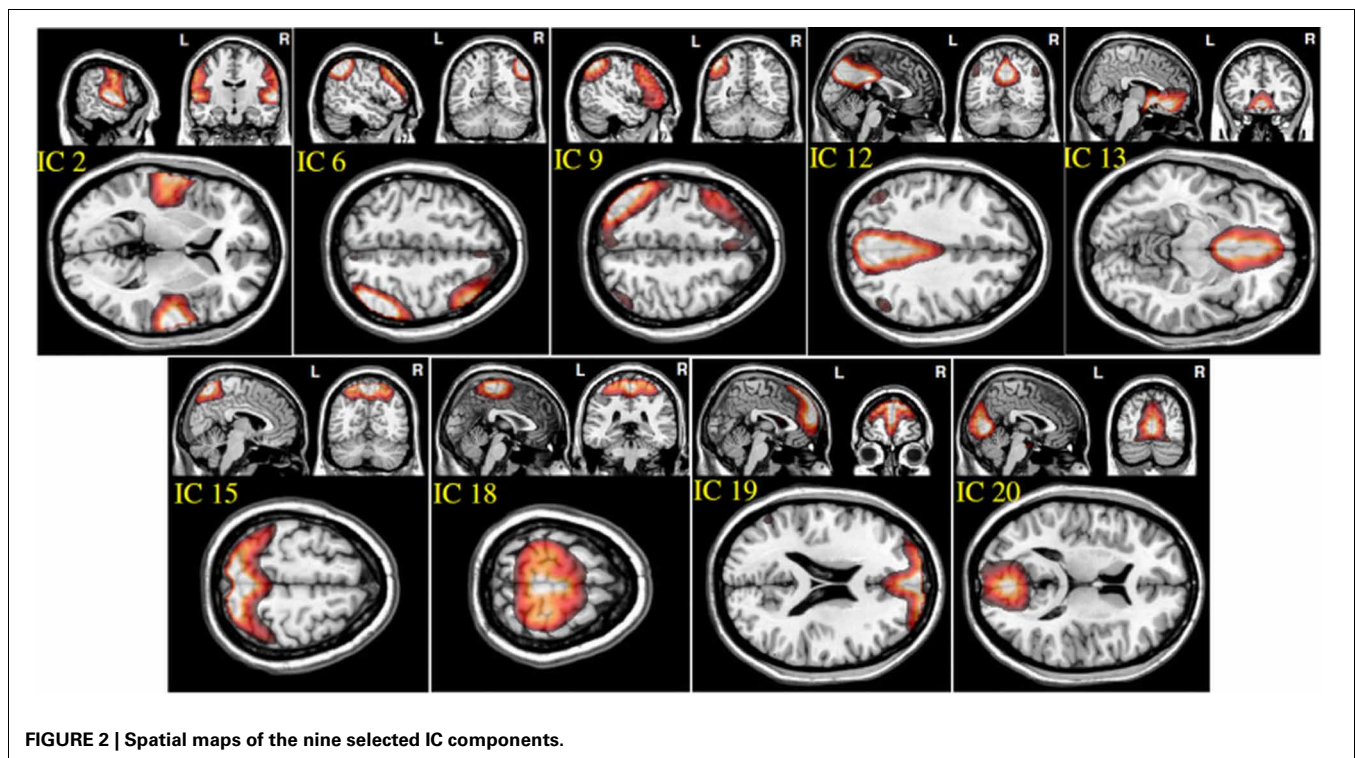 L R L R L R L R L R
IC 2 IC 6 IC 9 IC 12 IC 13
L R L R L R L R
IC 15 IC 18 IC 19 IC 20
FIGURE 2 | Spatial maps of the nine selected IC components.